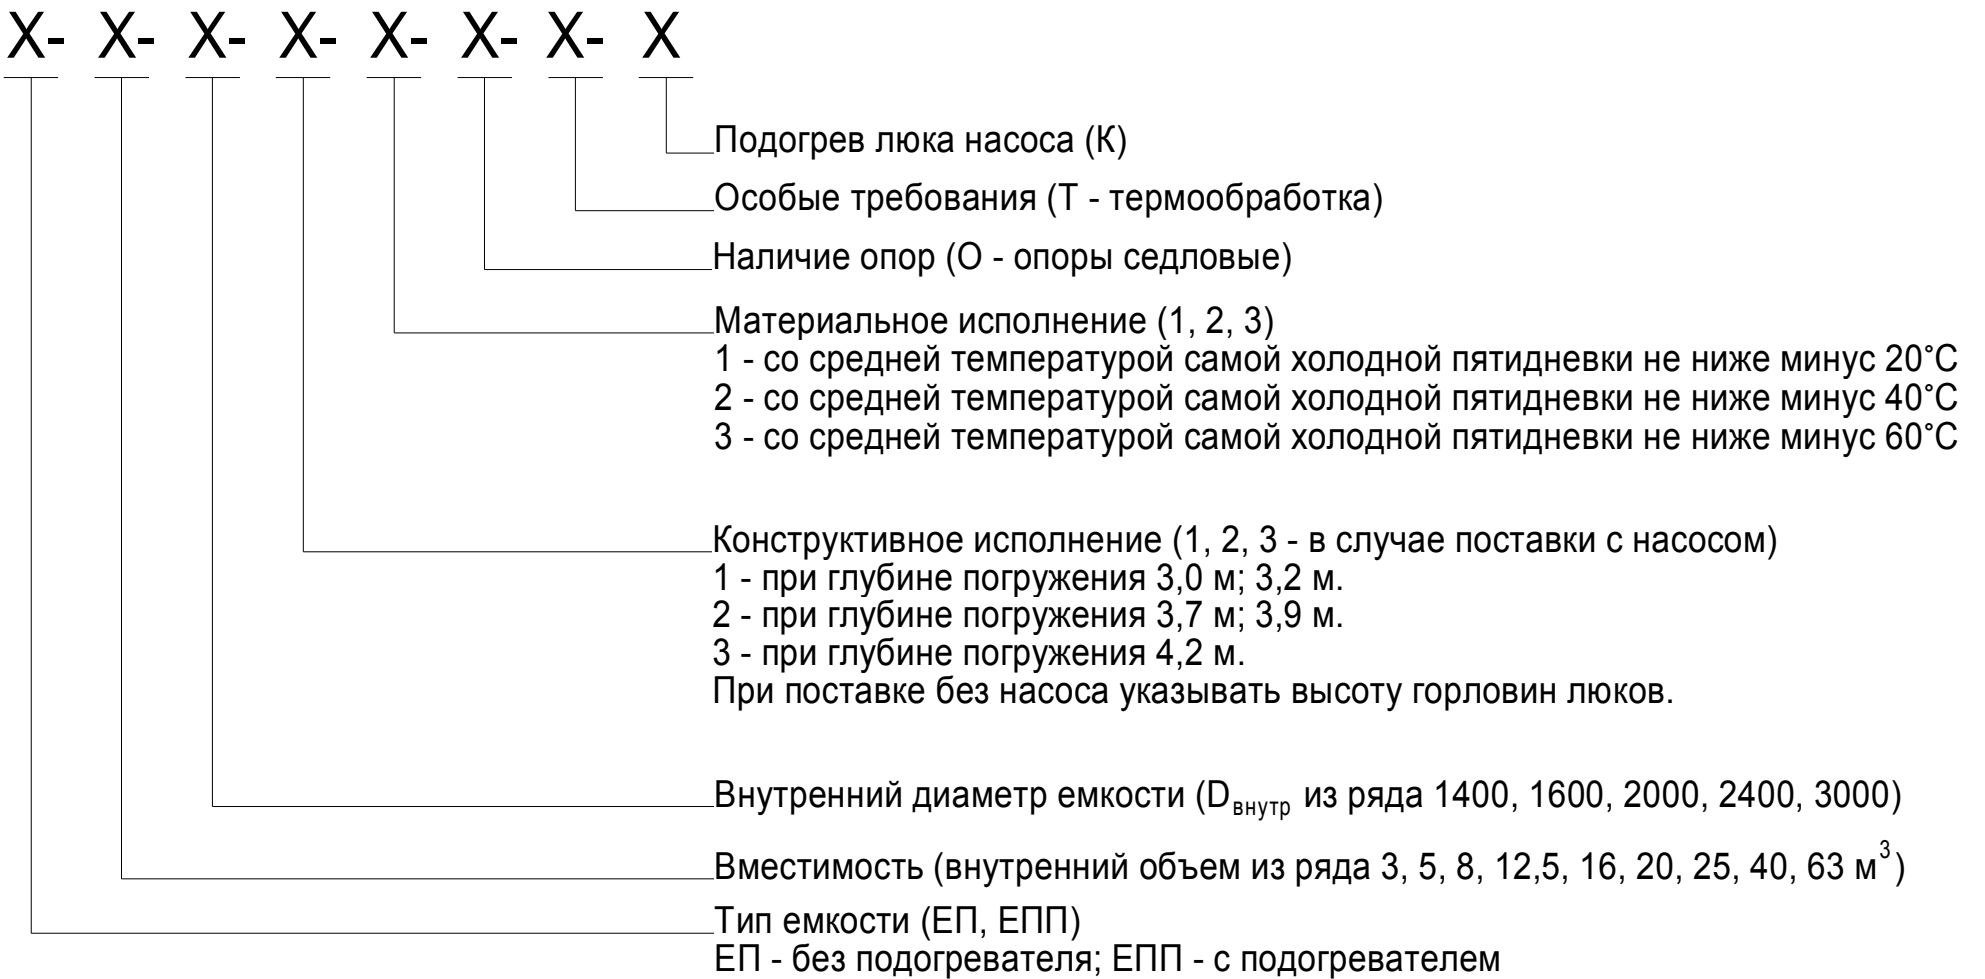 X- X- X- X- X- X- X- X
Подогрев люка насоса (К)
Особые требования (Т - термообработка)
Наличие опор (О - опоры седловые)
Материальное исполнение (1, 2, 3)
1 - со средней температурой самой холодной пятидневки не ниже минус 20°С
2 - со средней температурой самой холодной пятидневки не ниже минус 40°С
3 - со средней температурой самой холодной пятидневки не ниже минус 60°С
Конструктивное исполнение (1, 2, 3 - в случае поставки с насосом)
1 - при глубине погружения 3,0 м; 3,2 м.
2 - при глубине погружения 3,7 м; 3,9 м.
3 - при глубине погружения 4,2 м.
При поставке без насоса указывать высоту горловин люков.
Внутренний диаметр емкости (Dвнутр из ряда 1400, 1600, 2000, 2400, 3000)
Вместимость (внутренний объем из ряда 3, 5, 8, 12,5, 16, 20, 25, 40, 63 м³)
Тип емкости (ЕП, ЕПП)
ЕП - без подогревателя; ЕПП - с подогревателем